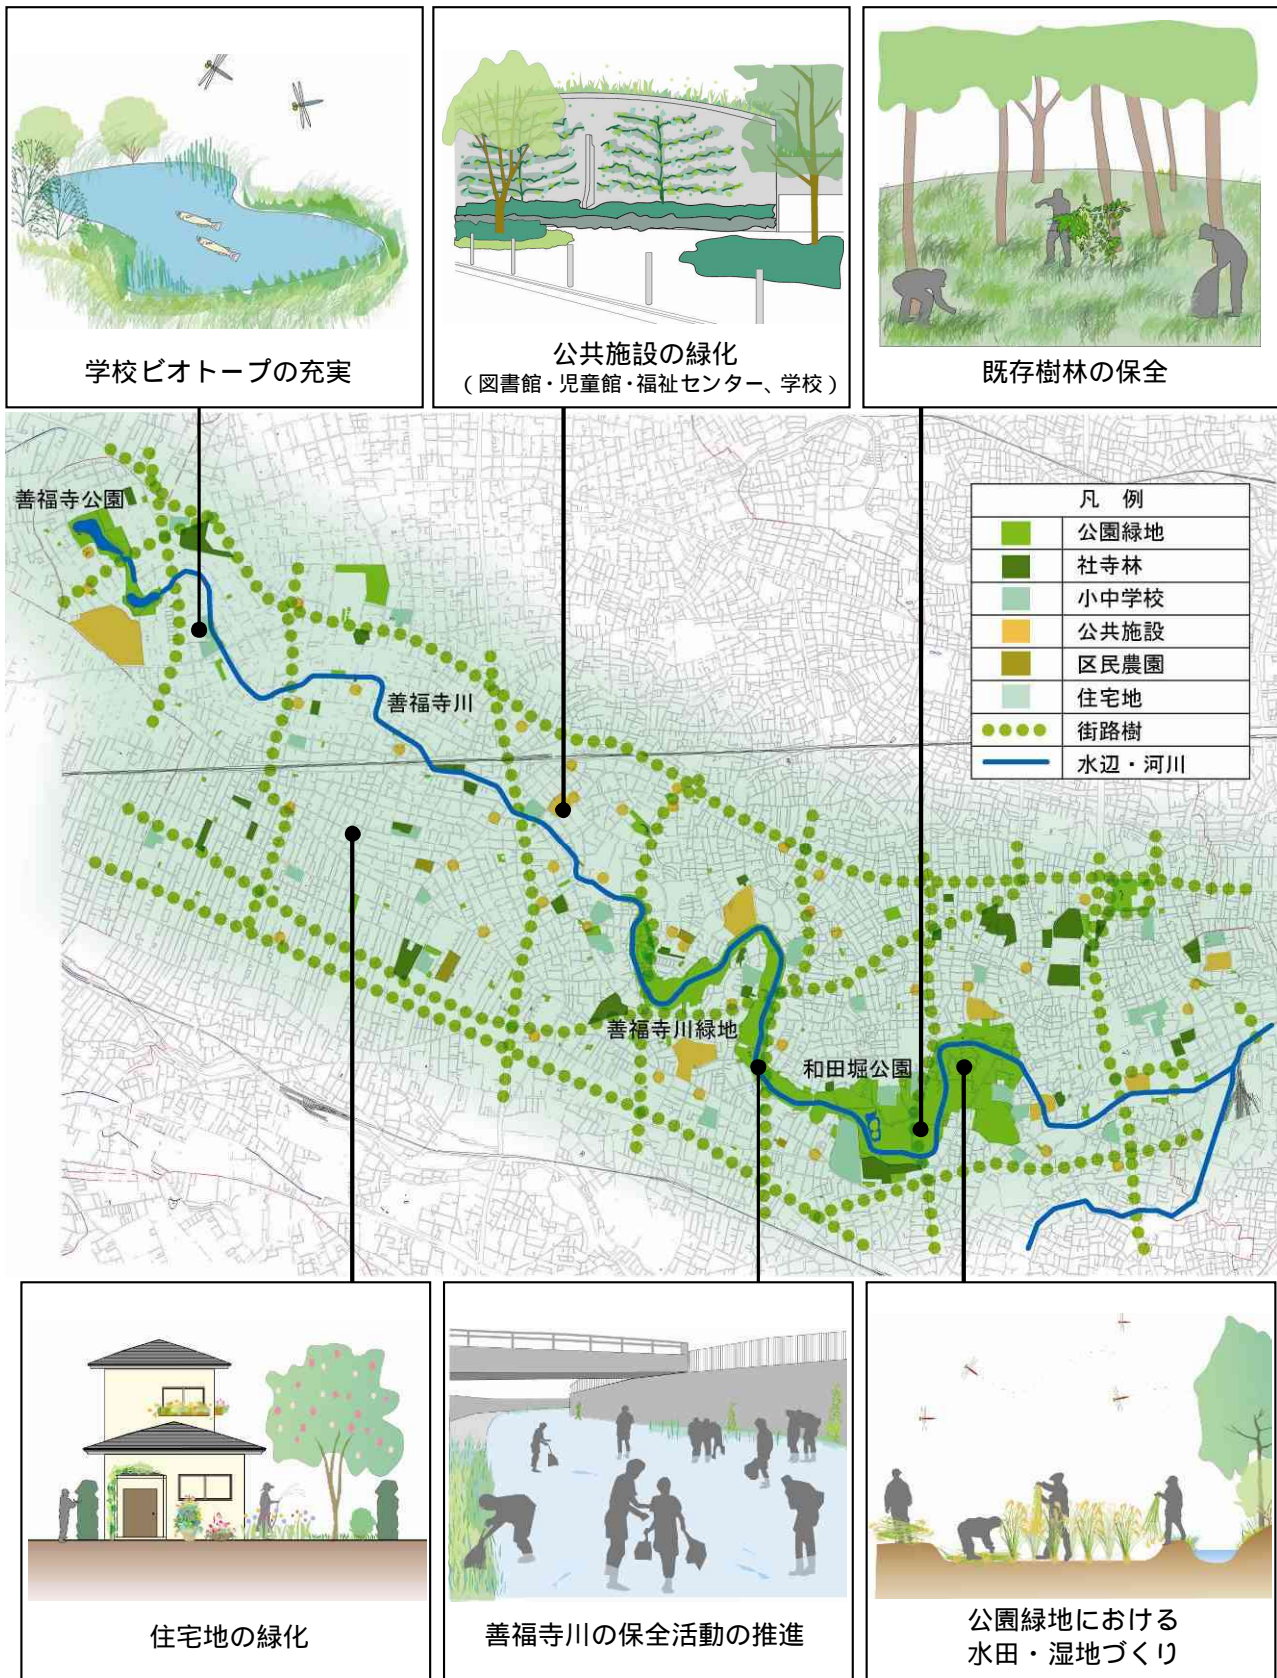 学校ビオトープの充実
公共施設の緑化
（図書館・児童館・福祉センター、学校）
既存樹林の保全
善福寺公園
善福寺川
善福寺川緑地
和田堀公園
凡 例
公園緑地
社寺林
小中学校
公共施設
区民農園
住宅地
街路樹
水辺・河川
住宅地の緑化
善福寺川の保全活動の推進
公園緑地における
水田・湿地づくり